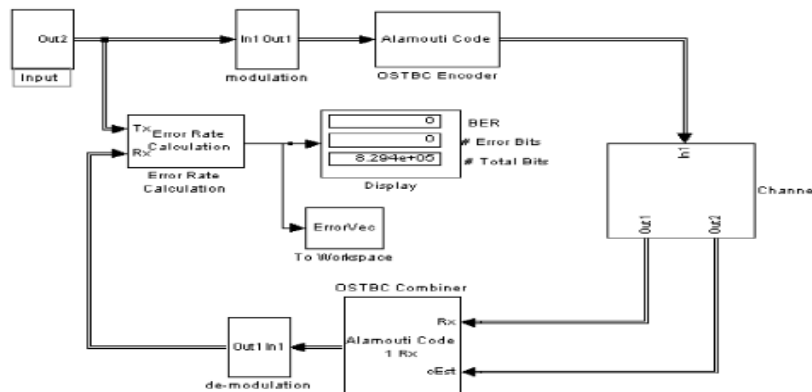 Out2
Input
In1 Out1
modulation
Alamouti Code
OSTBC Encoder
Tx
Rx
Error Rate
Calculation
Error Rate
Calculation
0
0
8.294e+05
BER
# Error Bits
# Total Bits
Display
ErrorVec
To Workspace
In1
Out1
Out2
Channel
OSTBC Combiner
Rx
Alamouti Code
1 Rx
cEst
Out1 In1
de-modulation